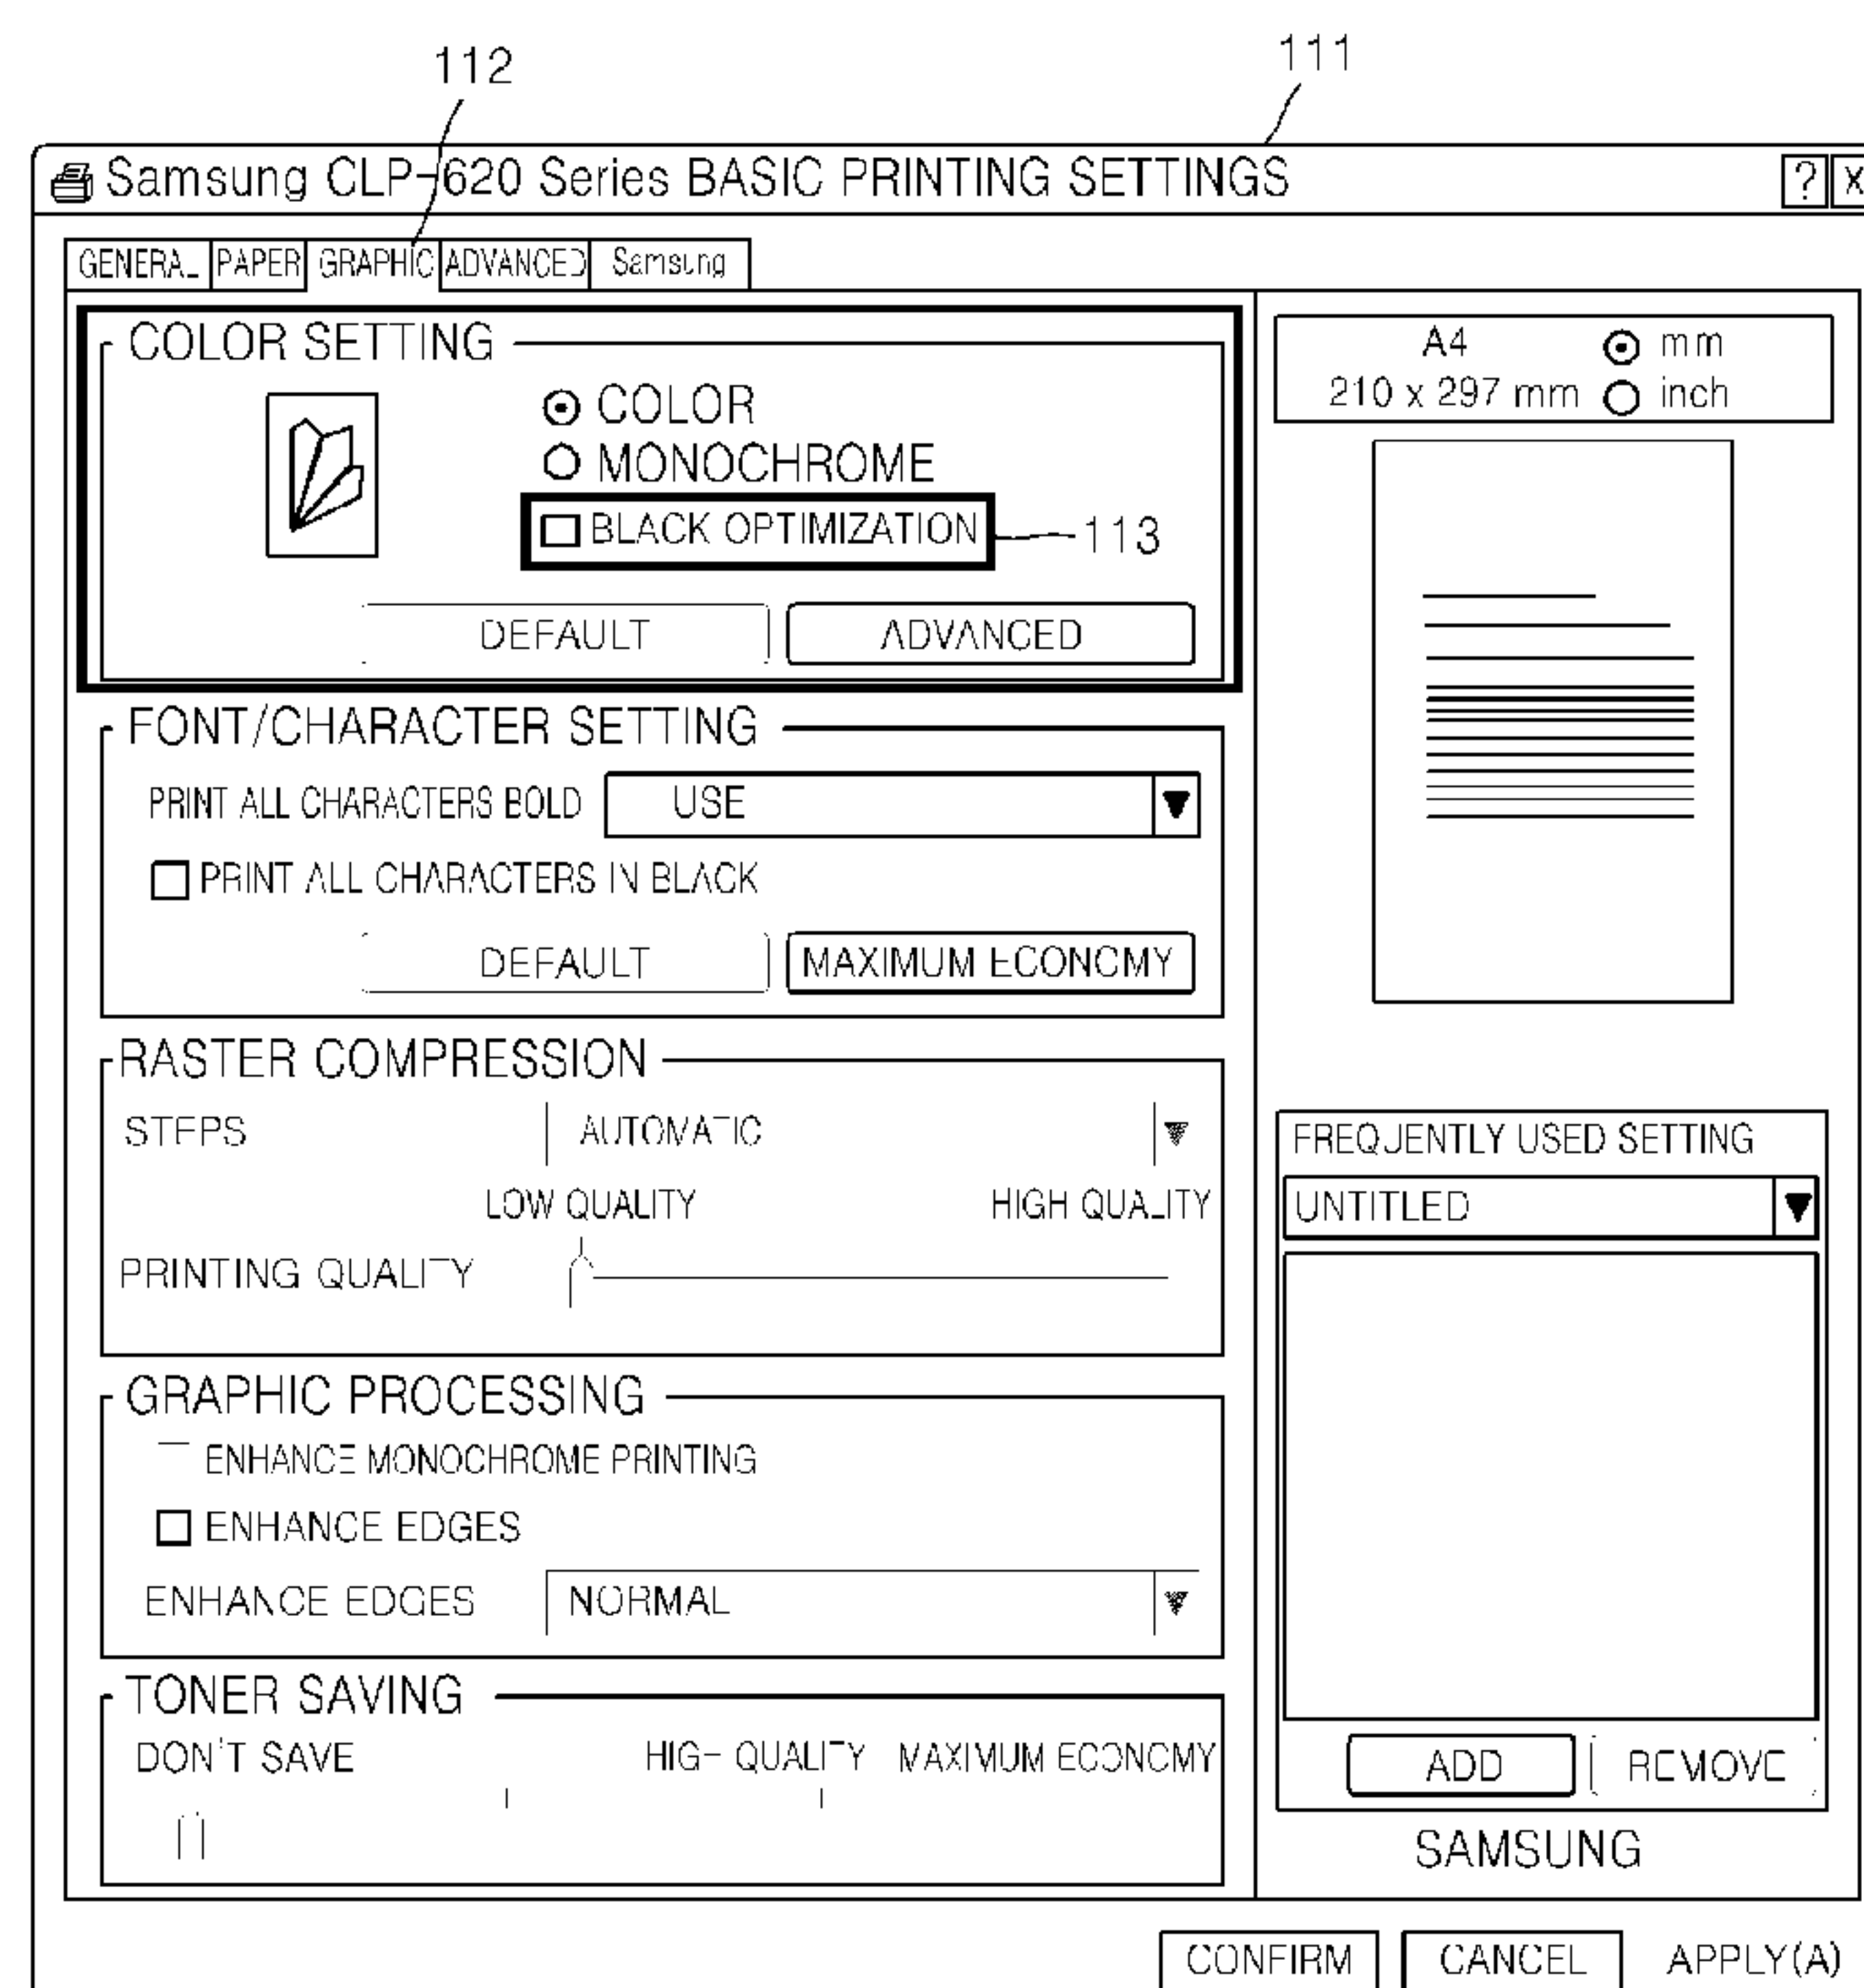 112
111
Samsung CLP-620 Series BASIC PRINTING SETTINGS ? X
GENERAL PAPER GRAPHIC ADVANCED Samsung
COLOR SETTING
COLOR
MONOCHROME
BLACK OPTIMIZATION
113
DEFAULT ADVANCED
FONT/CHARACTER SETTING
PRINT ALL CHARACTERS BOLD USE
PRINT ALL CHARACTERS IN BLACK
DEFAULT MAXIMUM ECONOMY
RASTER COMPRESSION
STEPS AUTOMATIC
LOW QUALITY HIGH QUALITY
PRINTING QUALITY
GRAPHIC PROCESSING
ENHANCE MONOCHROME PRINTING
ENHANCE EDGES
ENHANCE EDGES NORMAL
TONER SAVING
DON'T SAVE HIGH QUALITY MAXIMUM ECONOMY
A4 mm
210 x 297 mm inch
FREQUENTLY USED SETTING
UNTITLED
ADD REMOVE
SAMSUNG
CONFIRM CANCEL APPLY(A)